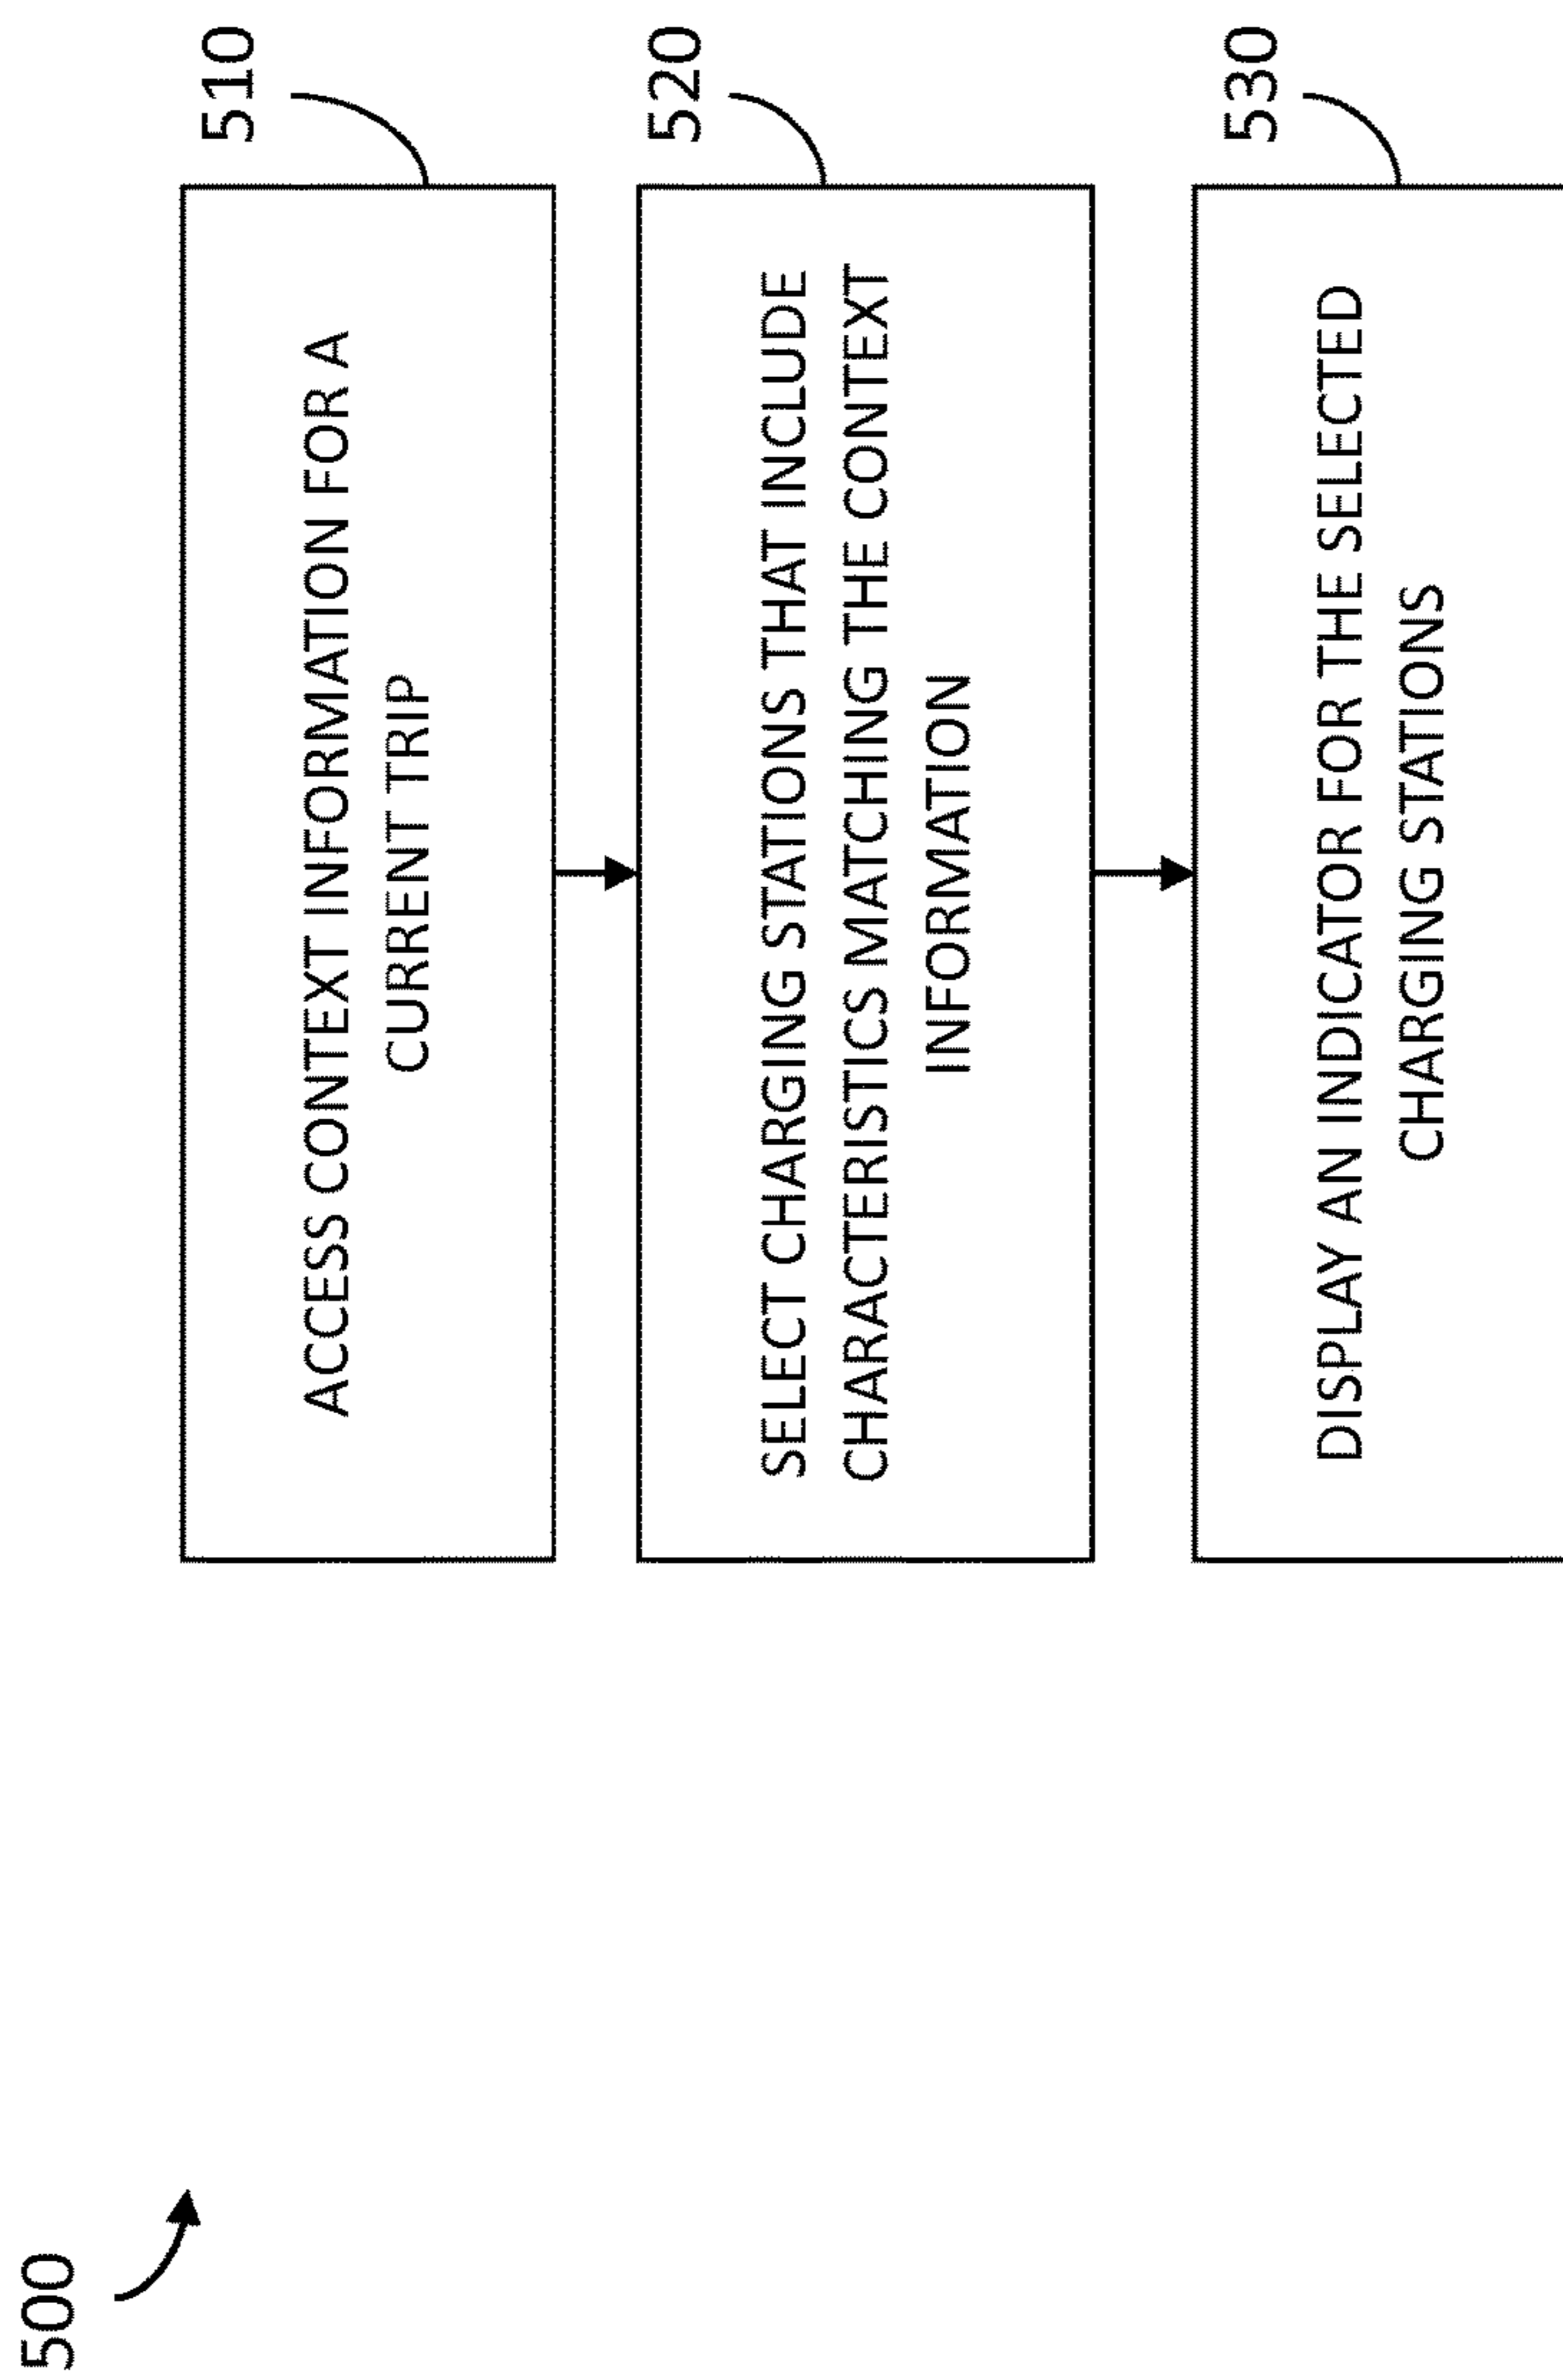 500
510
ACCESS CONTEXT INFORMATION FOR A
CURRENT TRIP
520
SELECT CHARGING STATIONS THAT INCLUDE
CHARACTERISTICS MATCHING THE CONTEXT
INFORMATION
530
DISPLAY AN INDICATOR FOR THE SELECTED
CHARGING STATIONS